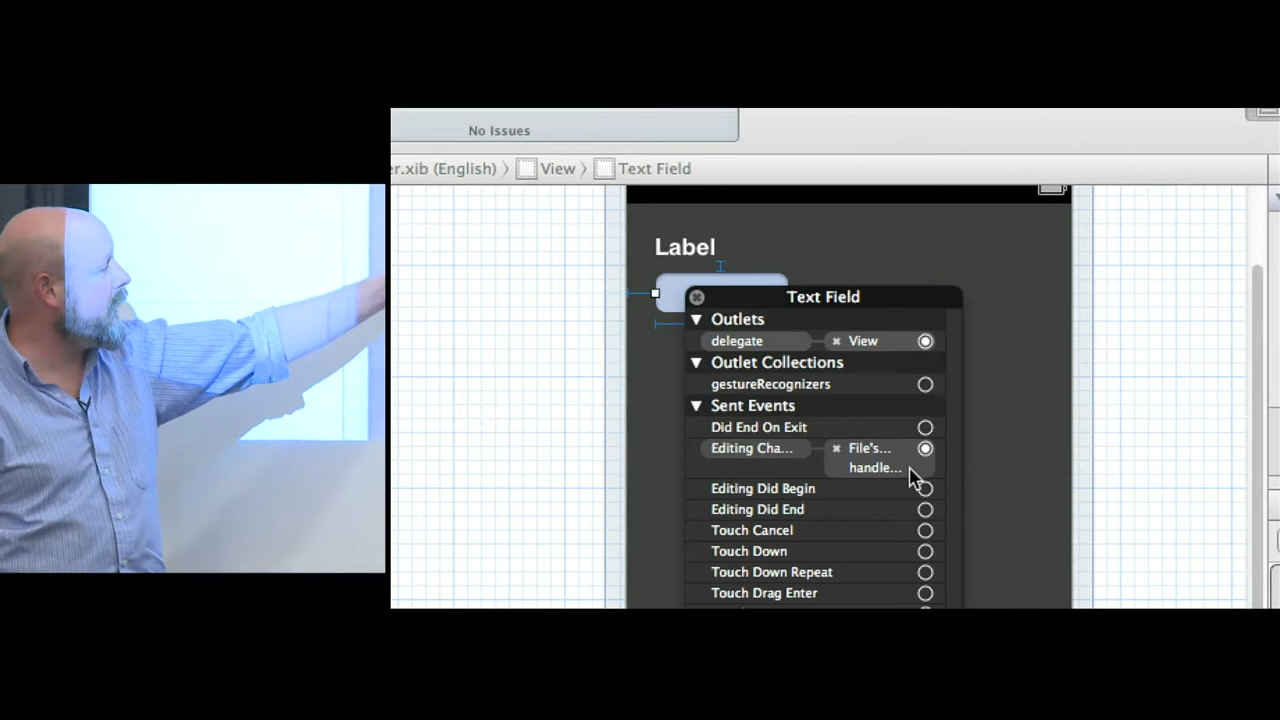 No Issues
er.xib (English) View Text Field
Label
Text Field
Outlets
delegate View
Outlet Collections
gestureRecognizers
Sent Events
Did End On Exit
Editing Cha... File's...
handle...
Editing Did Begin
Editing Did End
Touch Cancel
Touch Down
Touch Down Repeat
Touch Drag Enter